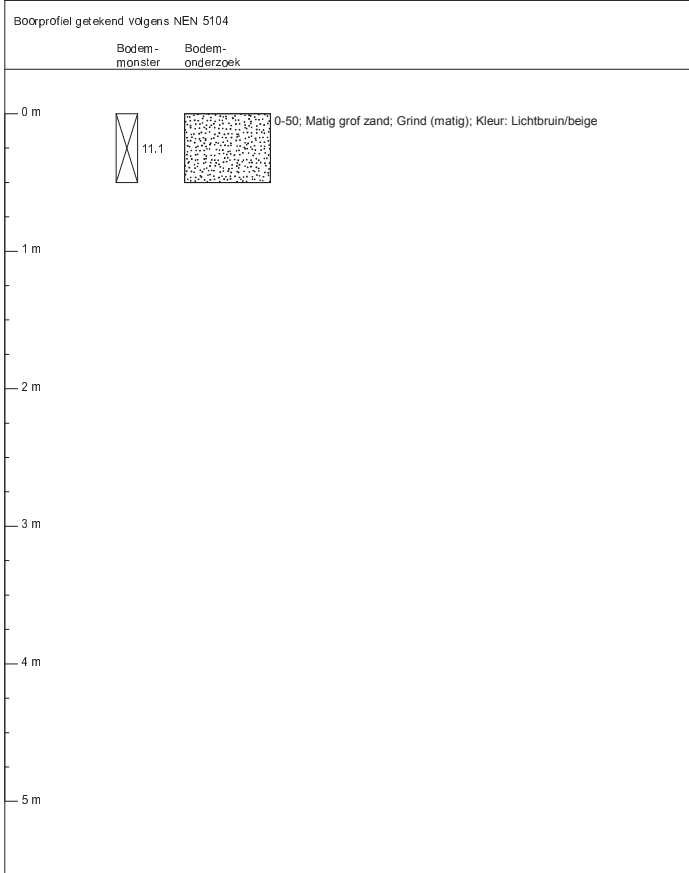 Boorprofiel getekend volgens NEN 5104
Bodem-
monster
Bodem-
onderzoek
0 m
0-50; Matig grof zand; Grind (matig); Kleur: Lichtbruin/beige
11.1
1 m
2 m
3 m
4 m
5 m